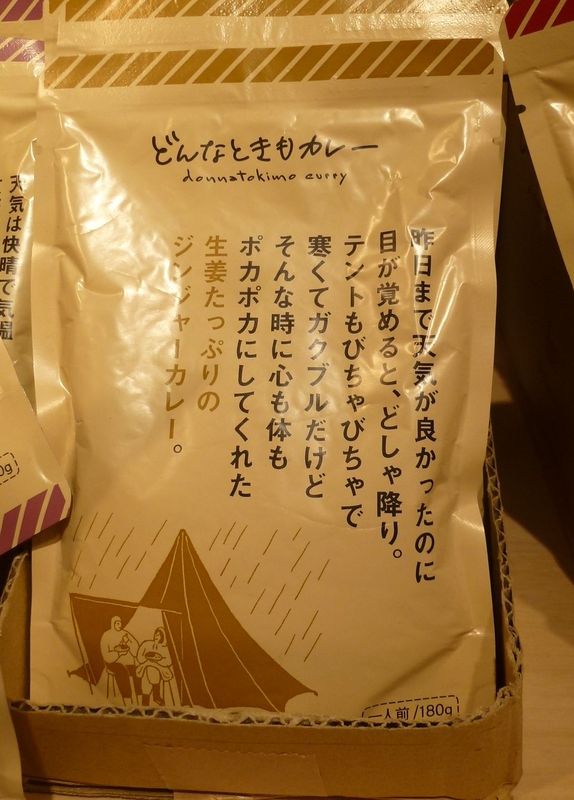 どんなときもカレー
donnatokimo curry
昨日まで天気が良かったのに
目が覚めると、どしゃ降り。
テントもびちゃびちゃで
寒くてガクブルだけど
そんな時に心も体も
ポカポカにしてくれた
生姜たっぷりの
ジンジャーカレー。
一人前/180g
天気は快晴で気温
0g